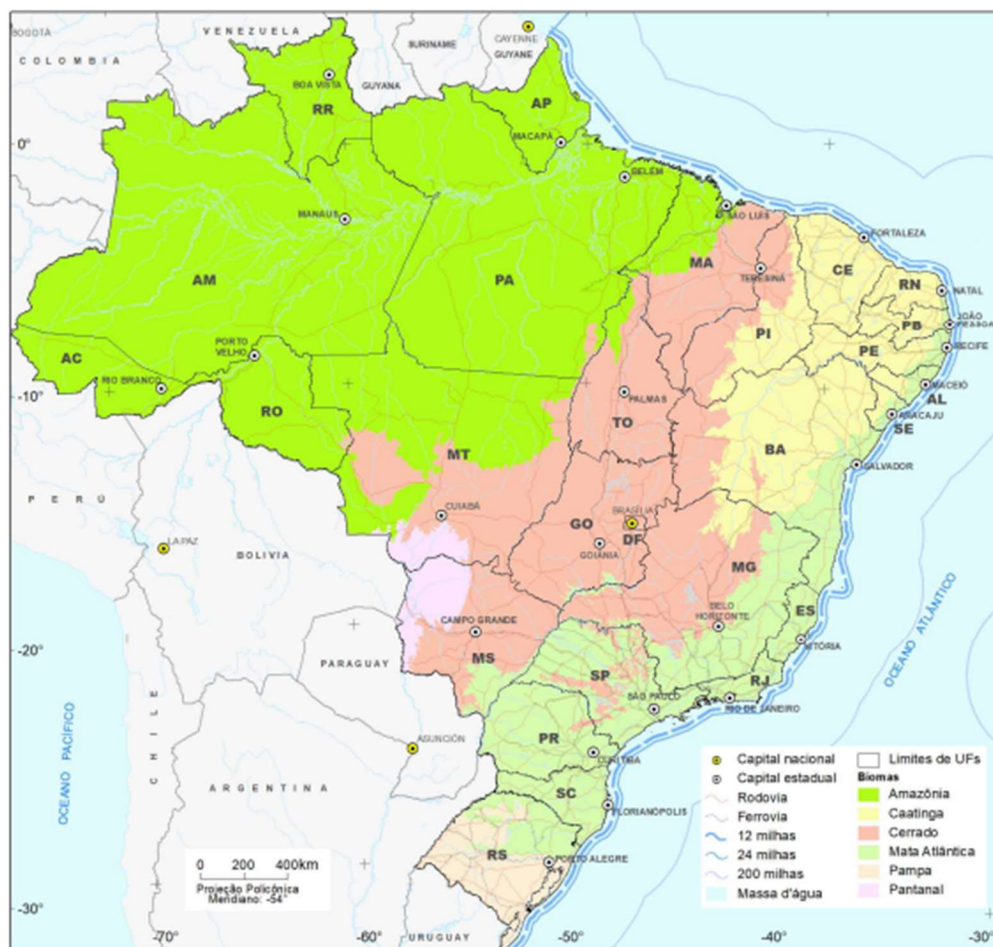 BOGOTÁ
VENEZUELA
CAYENNE
COLOMBIA
SURINAME
GUYANE
BOA VISTA
GUYANA
RR
AP
MACAPÁ
0°
BELÉM
MANAUS
SÃO LUÍS
FORTALEZA
AM
PA
MA
TERESINA
CE
RN
NATAL
PI
PB
JOÃO
PESSOA
AC
PORTO
VELHO
PE
RECIFE
RIO BRANCO
-10°
RO
PALMAS
MACEIÓ
AL
TO
ARACAJU
SE
MT
BA
SALVADOR
PERÚ
CUIABÁ
BRASÍLIA
GO
DF
LA PAZ
BOLIVIA
GOIÂNIA
MG
OCEANO ATLÂNTICO
BELO
HORIZONTE
ES
CAMPO GRANDE
VITÓRIA
-20°
PARAGUAY
MS
SP
RJ
SÃO PAULO
RIO DE JANEIRO
OCEANO PACÍFICO
CHILE
ASUNCIÓN
PR
CURITIBA
ARGENTINA
SC
FLORIANÓPOLIS
RS
PORTO ALEGRE
0 200 400km
Projeção Policônica
Meridiano: -54°
Capital nacional
Capital estadual
Rodovia
Ferrovia
12 milhas
24 milhas
200 milhas
Massa d'água
Limites de UFs
Biomas
Amazônia
Caatinga
Cerrado
Mata Atlântica
Pampa
Pantanal
-30°
-70°
-60°
URUGUAY
-50°
-40°
-30°